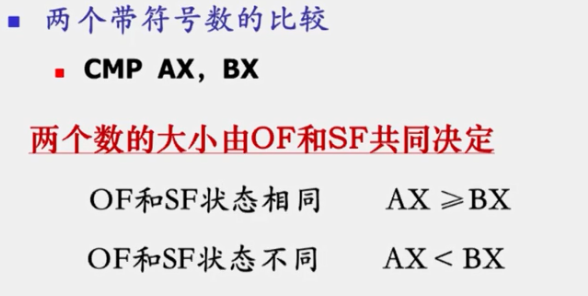 两个带符号数的比较
CMP AX，BX
两个数的大小由OF和SF共同决定
OF和SF状态相同 AX ≥BX
OF和SF状态不同 AX < BX